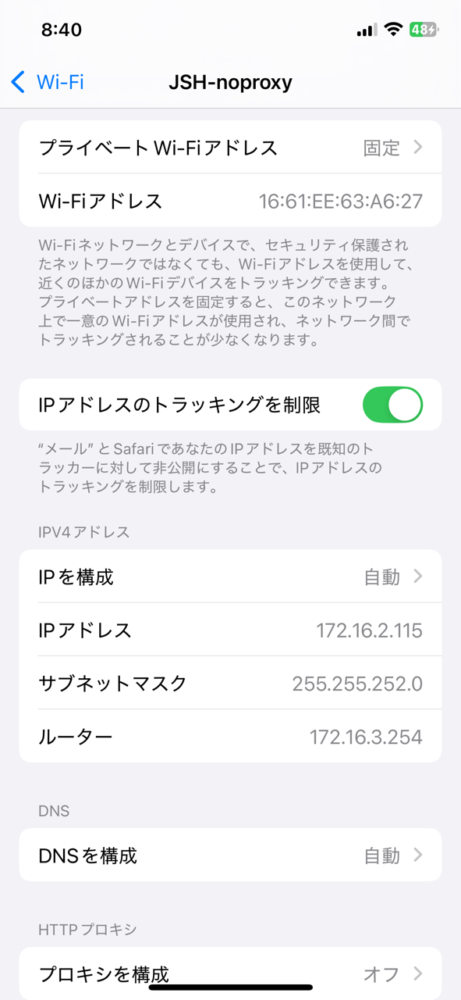 8:40
48
Wi-Fi
JSH-noproxy
プライベート Wi-Fiアドレス 固定
Wi-Fiアドレス 16:61:EE:63:A6:27
Wi-Fiネットワークとデバイスで、セキュリティ保護され
たネットワークではなくても、Wi-Fiアドレスを使用して、
近くのほかのWi-Fiデバイスをトラッキングできます。
プライベートアドレスを固定すると、このネットワーク
上で一意のWi-Fiアドレスが使用され、ネットワーク間で
トラッキングされることが少なくなります。
IPアドレスのトラッキングを制限
“メール”とSafariであなたのIPアドレスを既知のト
ラッカーに対して非公開にすることで、IPアドレスの
トラッキングを制限します。
IPV4アドレス
IPを構成 自動
IPアドレス 172.16.2.115
サブネットマスク 255.255.252.0
ルーター 172.16.3.254
DNS
DNSを構成 自動
HTTPプロキシ
プロキシを構成 オフ